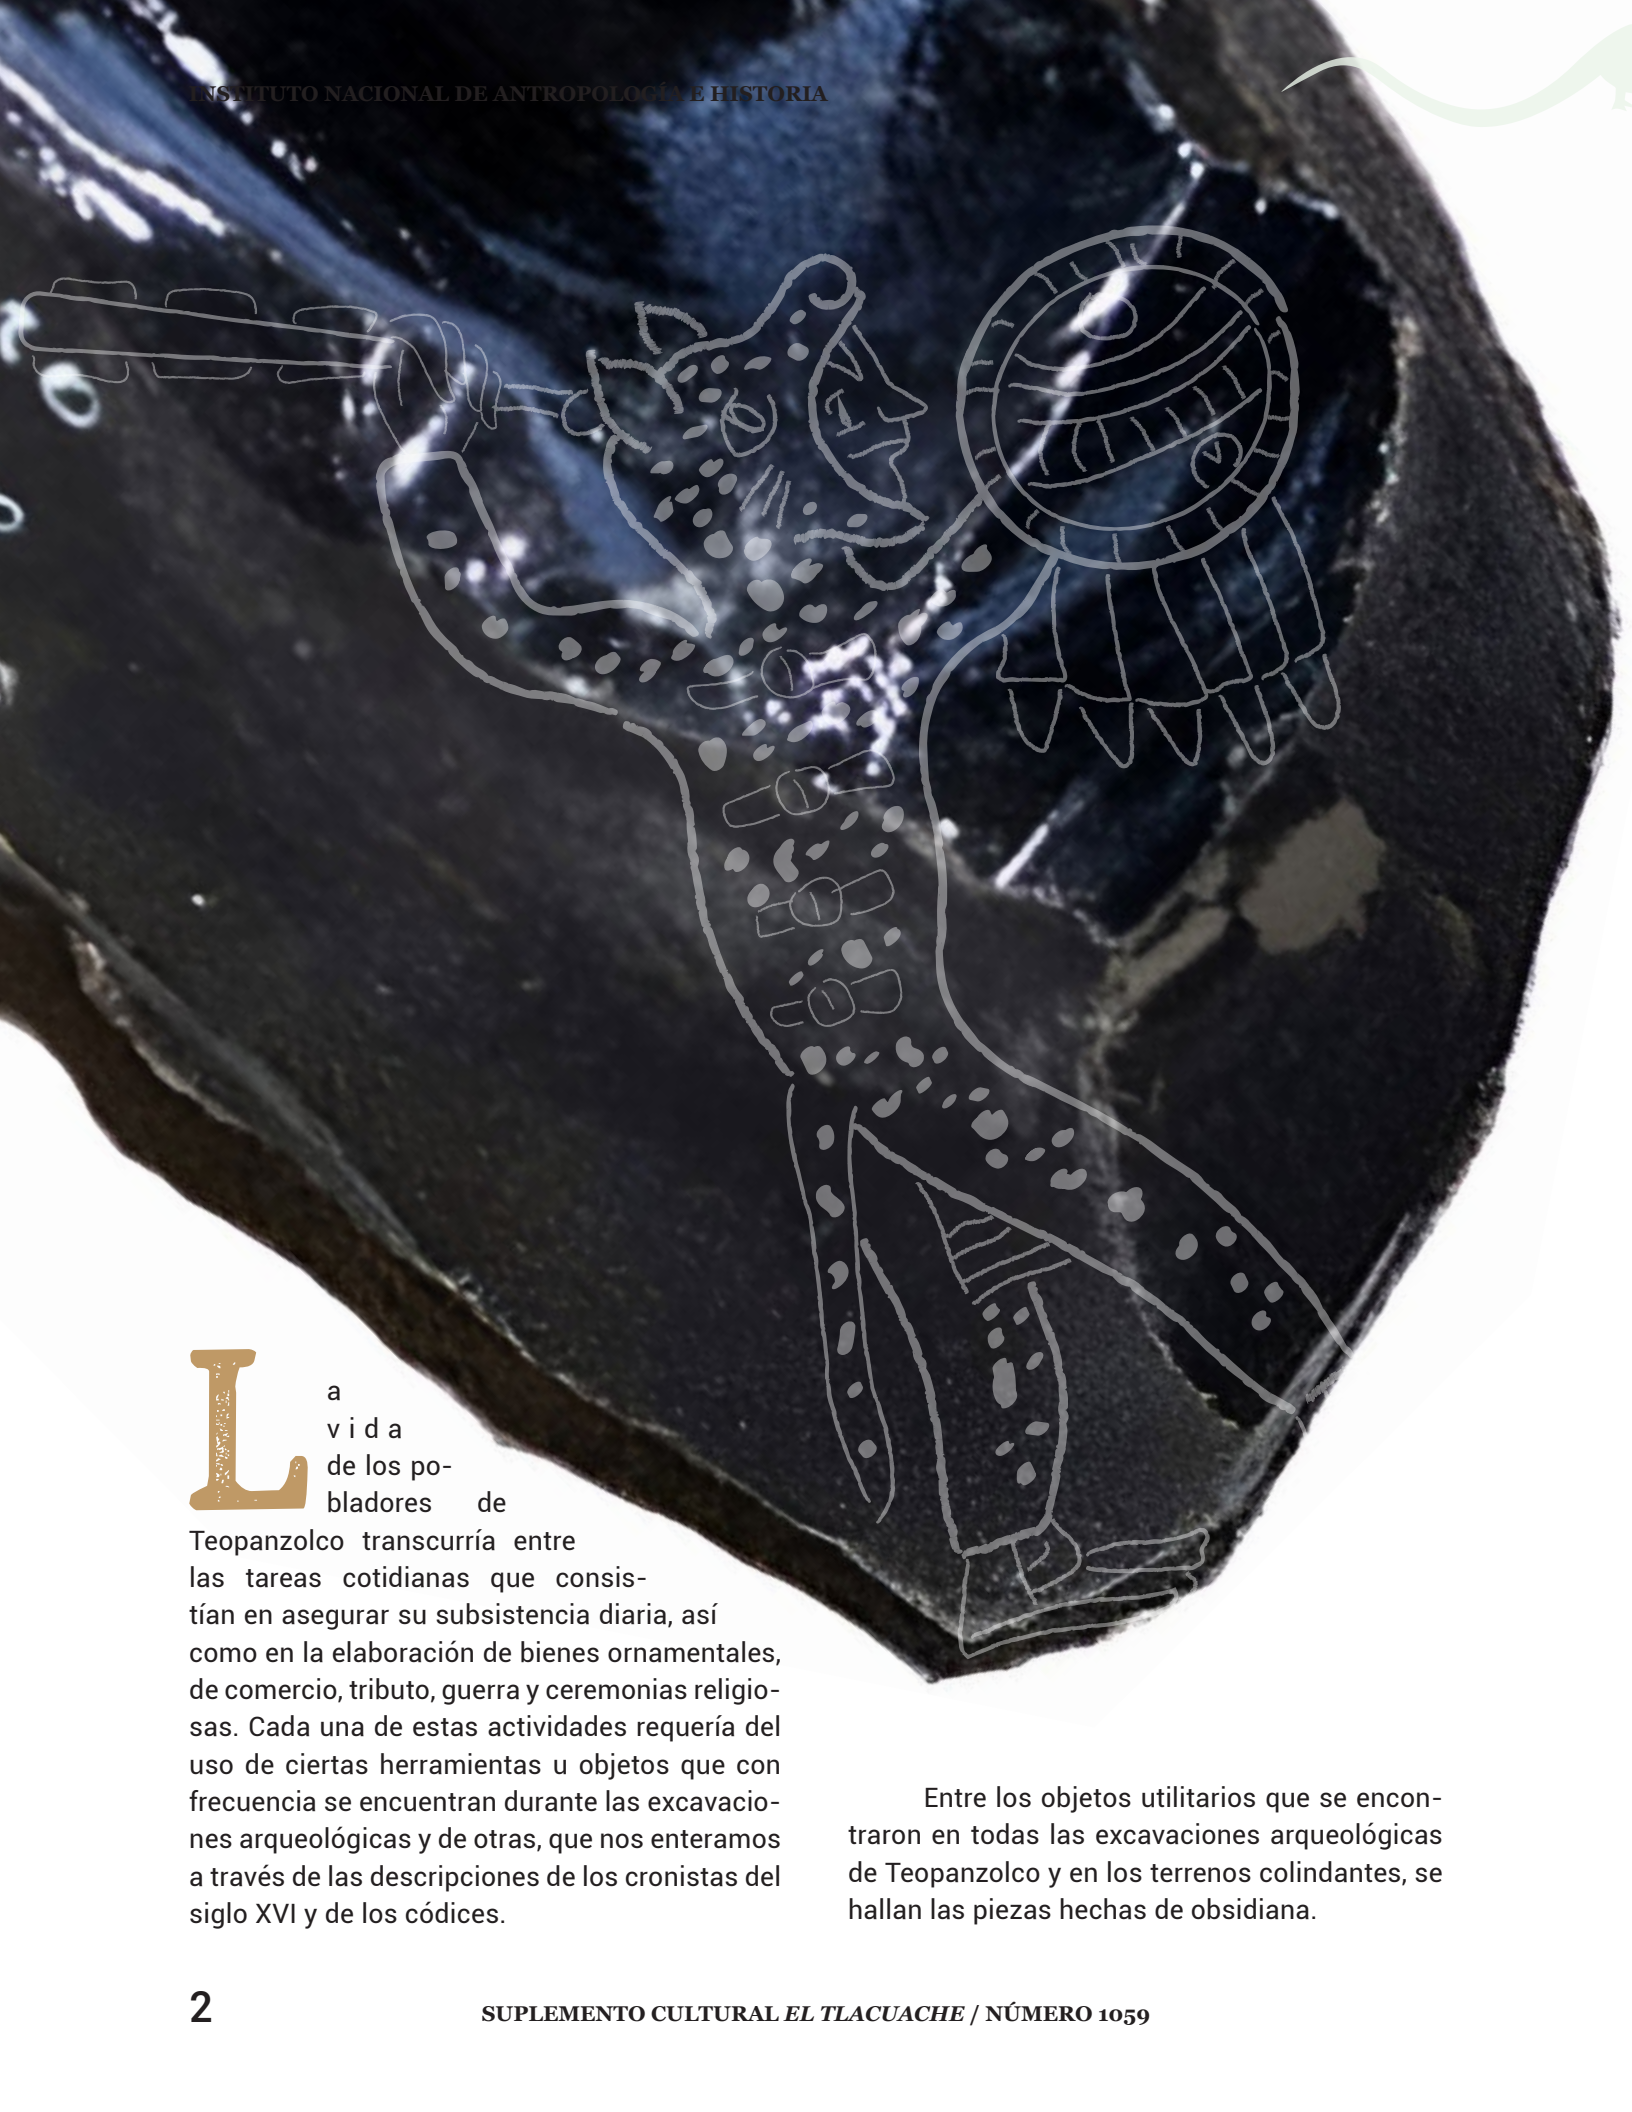 INSTITUTO NACIONAL DE ANTROPOLOGÍA E HISTORIA
La
vida
de los po-
bladores de
Teopanzolco transcurría entre
las tareas cotidianas que consis-
tían en asegurar su subsistencia diaria, así
como en la elaboración de bienes ornamentales,
de comercio, tributo, guerra y ceremonias religio-
sas. Cada una de estas actividades requería del
uso de ciertas herramientas u objetos que con
frecuencia se encuentran durante las excavacio-
nes arqueológicas y de otras, que nos enteramos
a través de las descripciones de los cronistas del
siglo XVI y de los códices.
Entre los objetos utilitarios que se encon-
traron en todas las excavaciones arqueológicas
de Teopanzolco y en los terrenos colindantes, se
hallan las piezas hechas de obsidiana.
2
SUPLEMENTO CULTURAL EL TLACUACHE / NÚMERO 1059